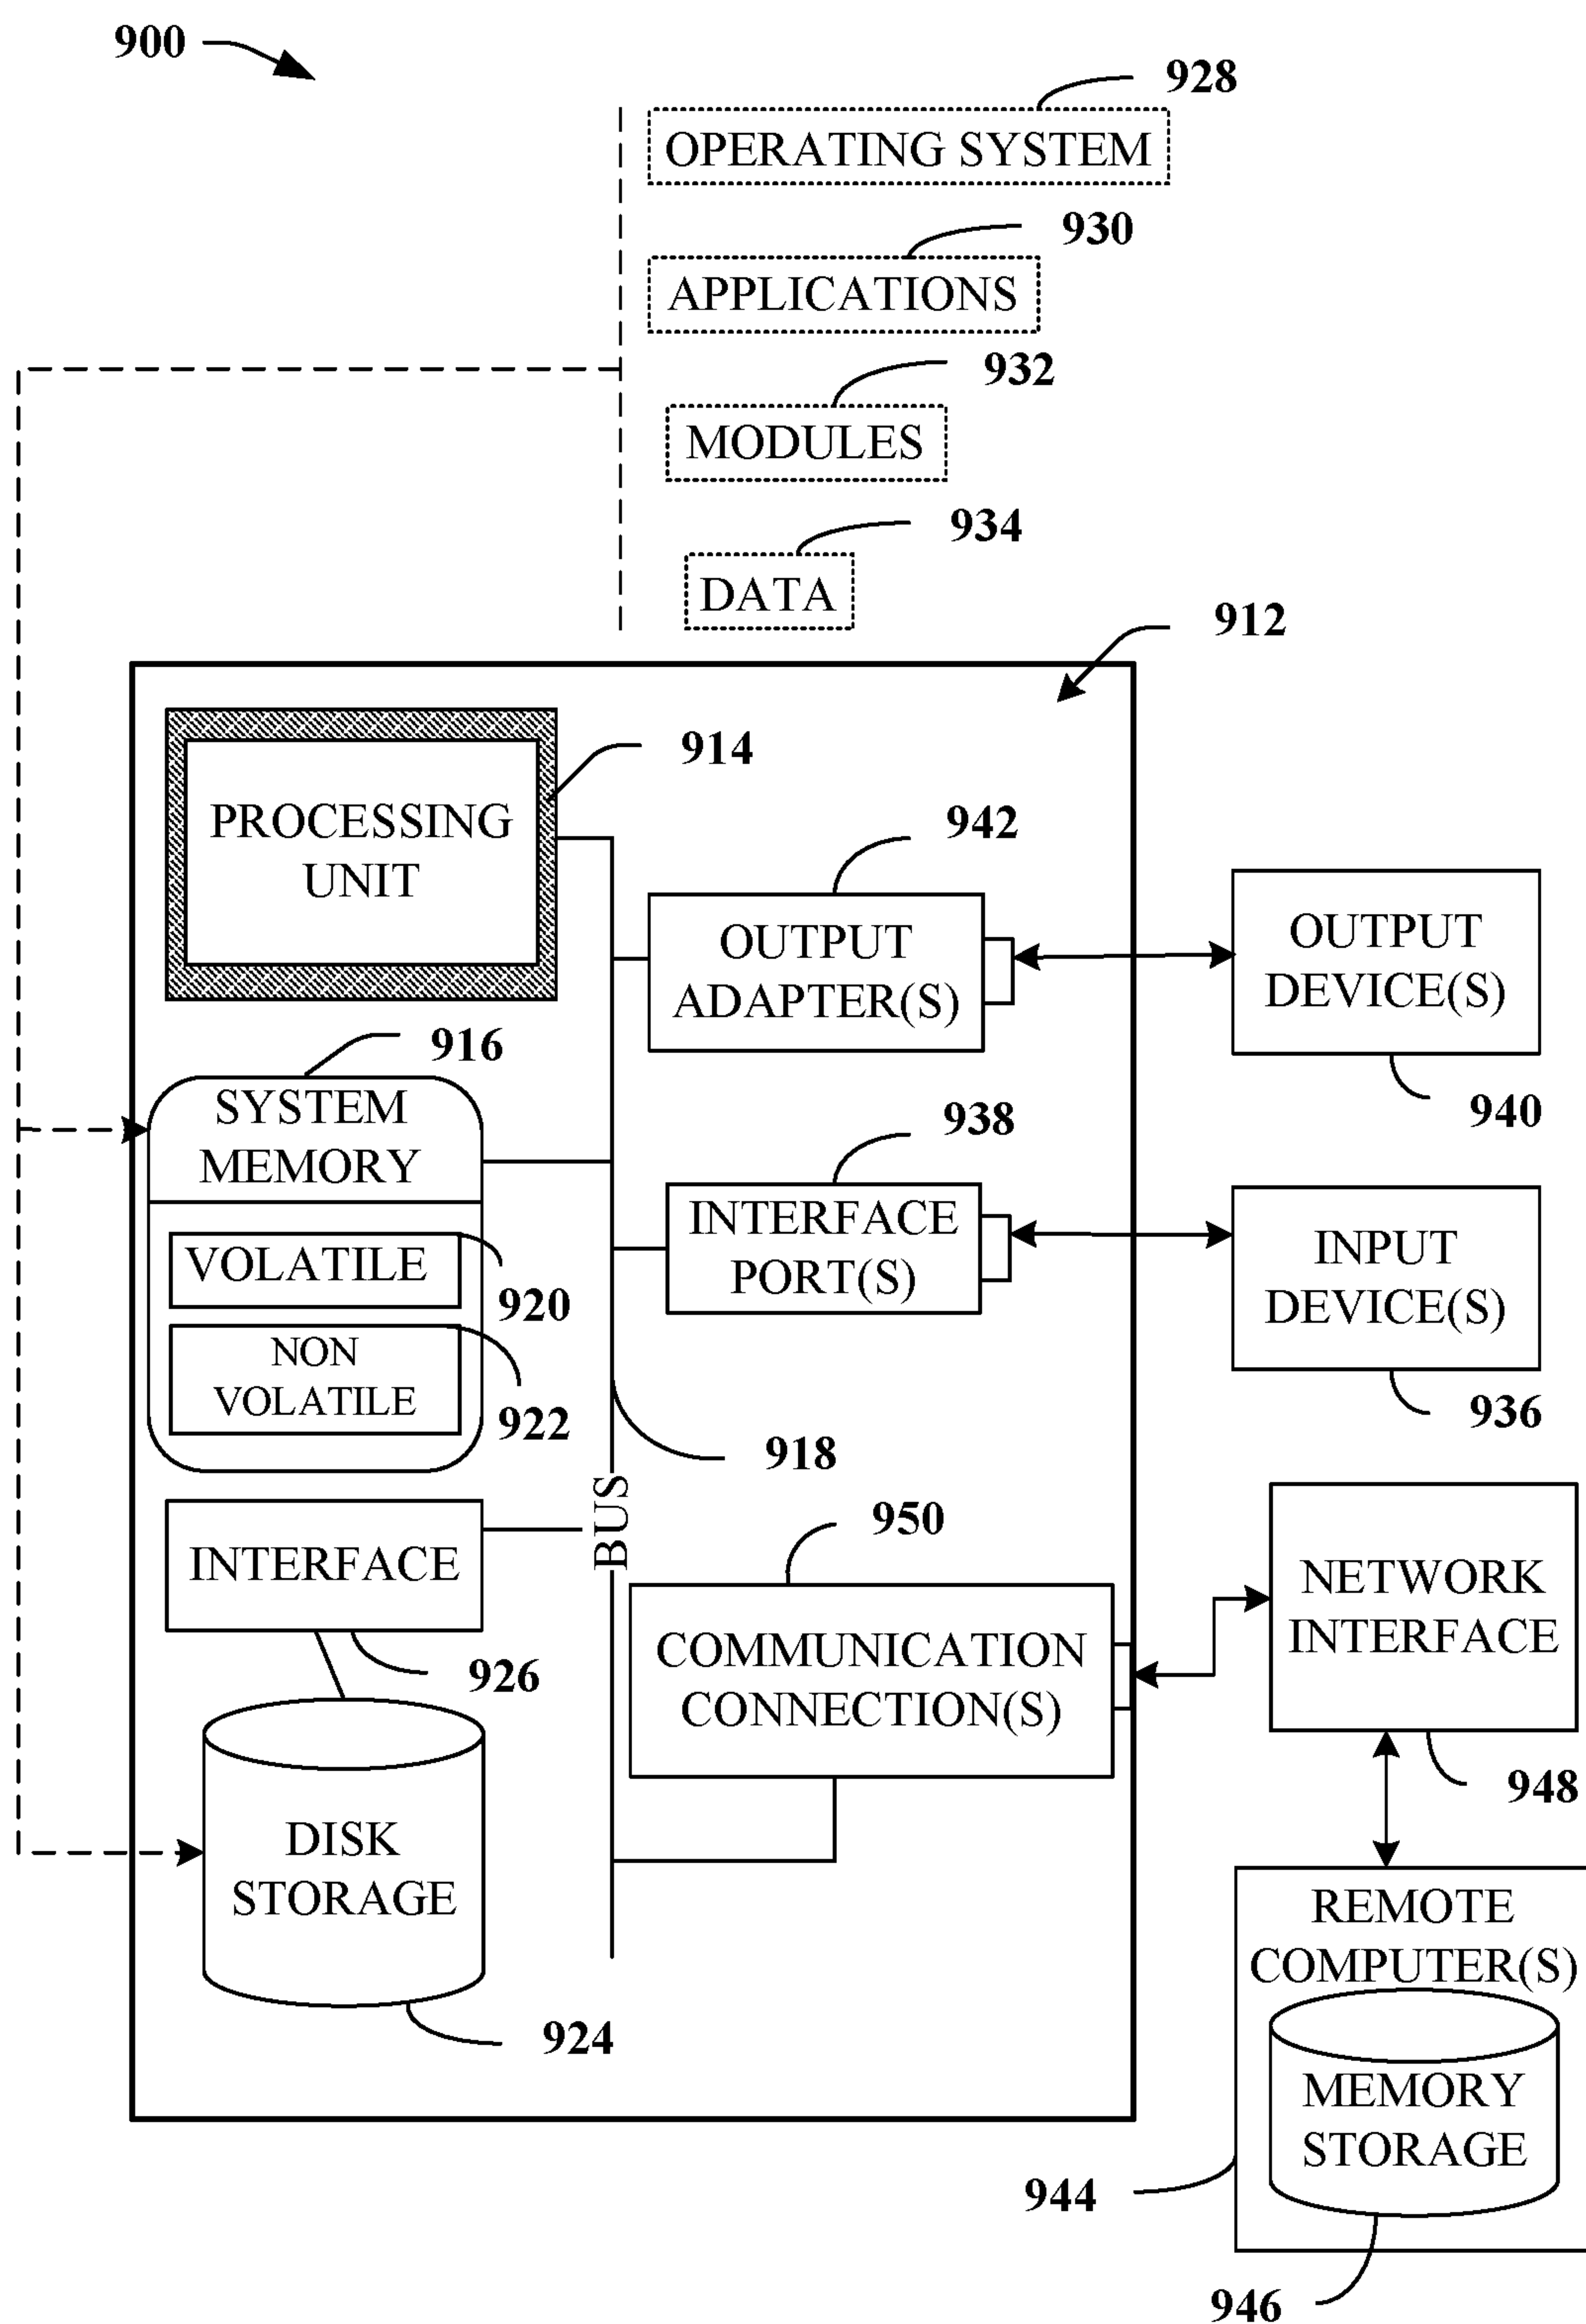 900
928
OPERATING SYSTEM
930
APPLICATIONS
932
MODULES
934
DATA
912
PROCESSING
UNIT
914
942
OUTPUT
ADAPTER(S)
OUTPUT
DEVICE(S)
940
916
SYSTEM
MEMORY
VOLATILE
920
NON
VOLATILE
922
938
INTERFACE
PORT(S)
INPUT
DEVICE(S)
936
918
BUS
INTERFACE
926
950
COMMUNICATION
CONNECTION(S)
NETWORK
INTERFACE
948
DISK
STORAGE
924
REMOTE
COMPUTER(S)
MEMORY
STORAGE
944
946